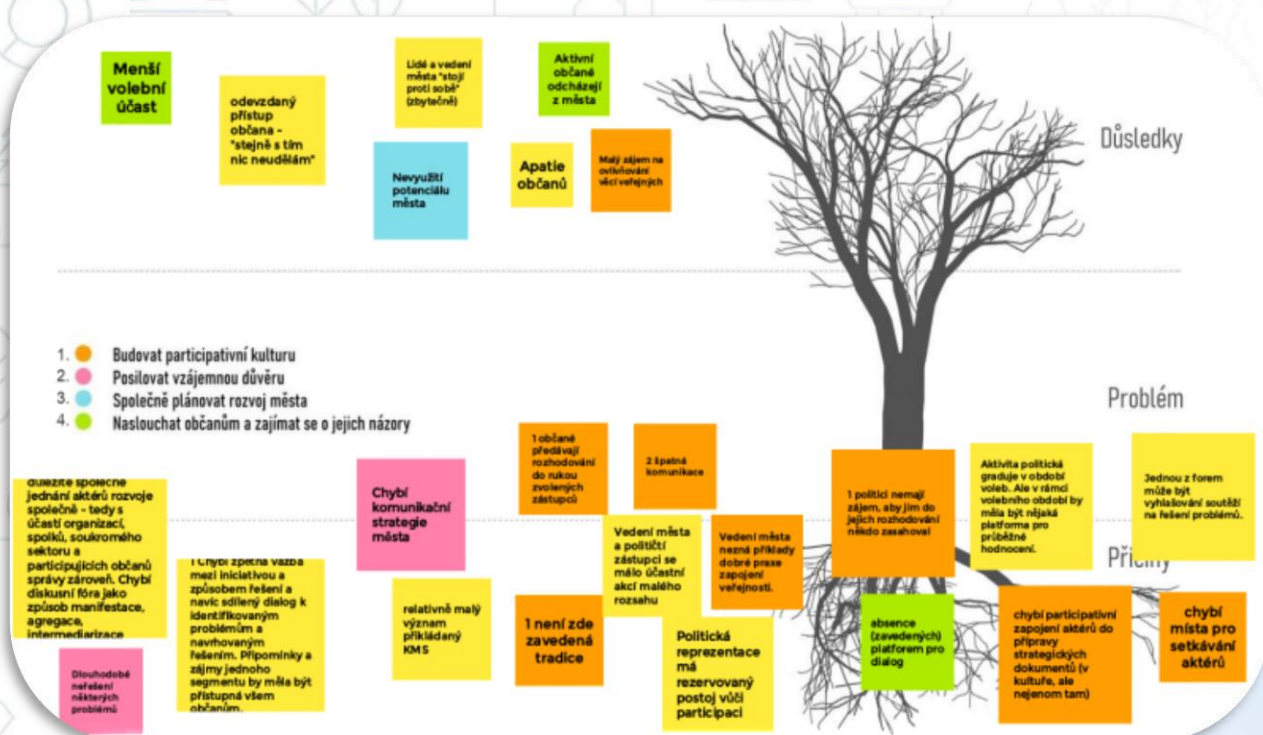 Menší
volební
účast
odevzdaný
přístup
občana -
"stejně s tím
nic neudělám"
Lidé a vedení
města "stojí
proti sobě"
(zbytečně)
Aktivní
občané
odcházejí
z města
Nevyužití
potenciálu
města
Apatie
občanů
Malý zájem na
ovlivňování
věcí veřejných
Důsledky
1. Budovat participativní kulturu
2. Posilovat vzájemnou důvěru
3. Společně plánovat rozvoj města
4. Naslouchat občanům a zajímat se o jejich názory
Problém
důležité společné
jednání aktérů rozvoje
společně - tedy s
účastí organizací,
spolků, soukromého
sektoru a
participujících občanů
správy zároveň. Chybí
diskusní fóra jako
způsob manifestace,
agregace,
intermediarizace
Dlouhodobé
neřešení
některých
problémů
1 Chybí zpětná vazba
mezi iniciativou a
způsobem řešení a
navíc sdílený dialog k
identifikovaným
problémům a
navrhovaným
řešením. Připomínky a
zájmy jednoho
segmentu by měla být
přístupná všem
občanům.
Chybí
komunikační
strategie
města
relativně malý
význam
přikládaný
KMS
1 občané
předávají
rozhodování
do rukou
zvolených
zástupců
2 špatná
komunikace
1 není zde
zavedená
tradice
Vedení města
a političtí
zástupci se
málo účastní
akcí malého
rozsahu
Vedení města
nezná příklady
dobré praxe
zapojení
veřejnosti.
Politická
reprezentace
má
rezervovaný
postoj vůči
participaci
1 politici nemají
zájem, aby jim do
jejich rozhodování
někdo zasahoval
Aktivita politická
graduje v období
voleb. Ale v rámci
volebního období by
měla být nějaká
platforma pro
průběžné
hodnocení.
Jednou z forem
může být
vyhlašování soutěží
na řešení problémů.
Příčiny
absence
(zavedených)
platforem pro
dialog
chybí participativní
zapojení aktérů do
přípravy
strategických
dokumentů (v
kultuře, ale
nejenom tam)
chybí
místa pro
setkávání
aktérů